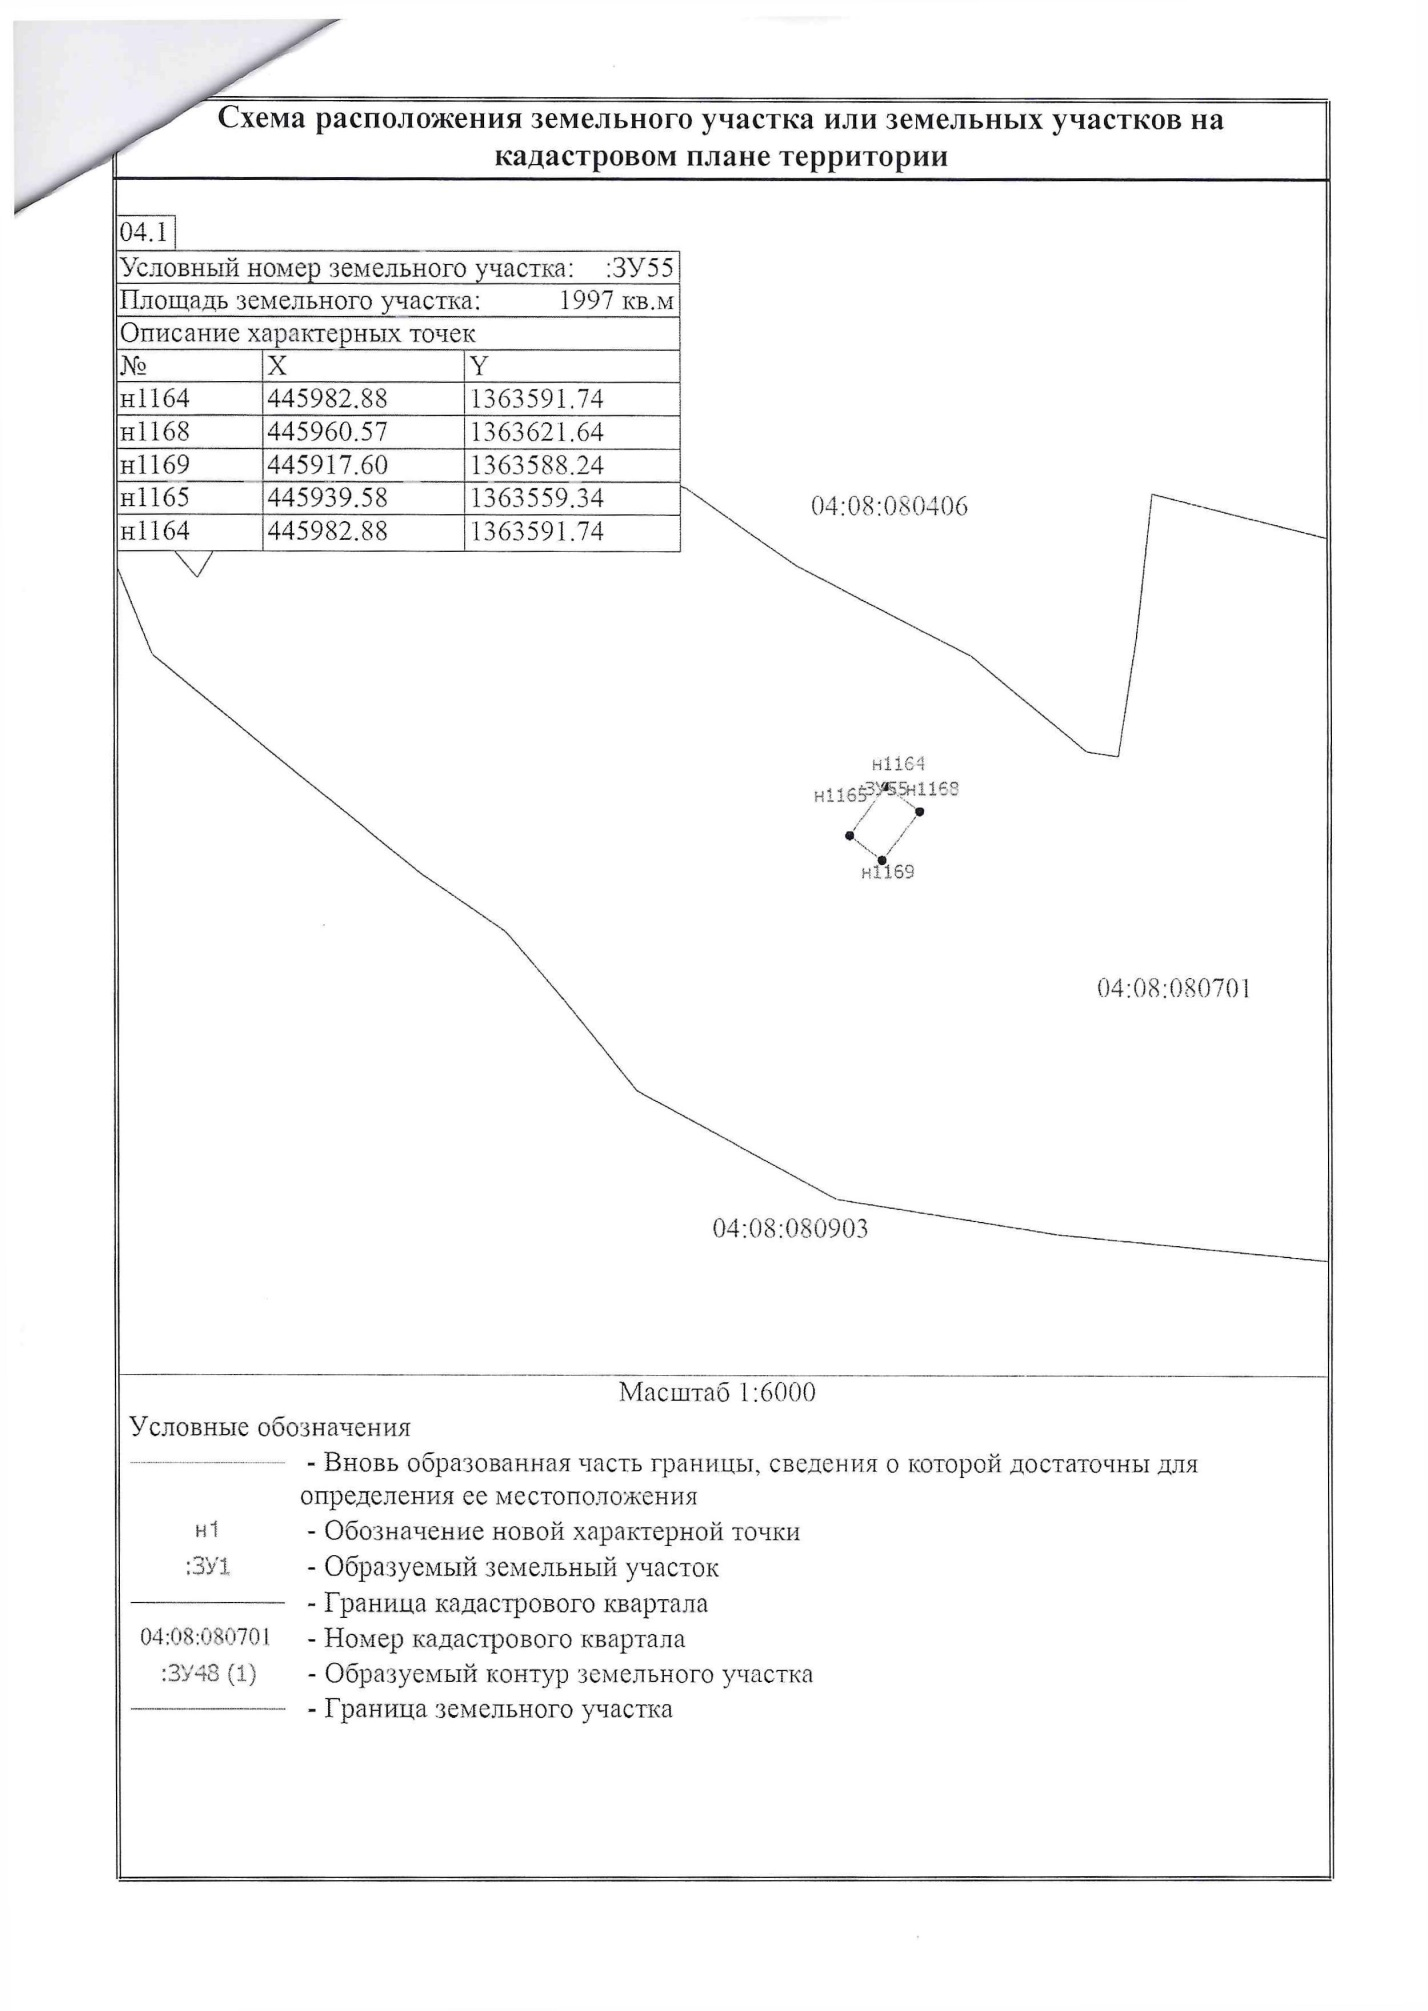 Схема расположения земельного участка или земельных участков на
кадастровом плане территории
04.1
Условный номер земельного участка: :ЗУ55
Площадь земельного участка: 1997 кв.м
Описание характерных точек
№ X Y
н1164 445982.88 1363591.74
н1168 445960.57 1363621.64
н1169 445917.60 1363588.24
н1165 445939.58 1363559.34
н1164 445982.88 1363591.74
04:08:080406
н1164
н1165 :ЗУ55 н1168
н1169
04:08:080701
04:08:080903
Масштаб 1:6000
Условные обозначения
- Вновь образованная часть границы, сведения о которой достаточны для
определения ее местоположения
н1 - Обозначение новой характерной точки
:ЗУ1 - Образуемый земельный участок
- Граница кадастрового квартала
04:08:080701 - Номер кадастрового квартала
:ЗУ48 (1) - Образуемый контур земельного участка
- Граница земельного участка